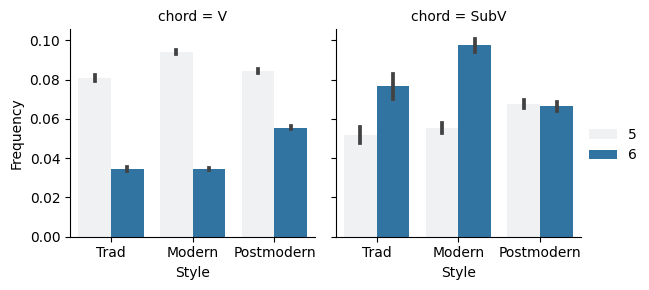 chord = V
chord = SubV
Frequency
0.10
0.08
0.06
0.04
0.02
0.00
Trad Modern Postmodern
Style
Trad Modern Postmodern
Style
5
6